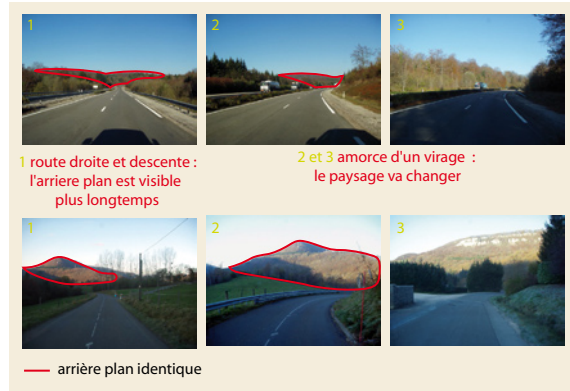 1 2 3
1 route droite et descente :
l'arriere plan est visible
plus longtemps
2 et 3 amorce d'un virage :
le paysage va changer
1 2 3
arrière plan identique